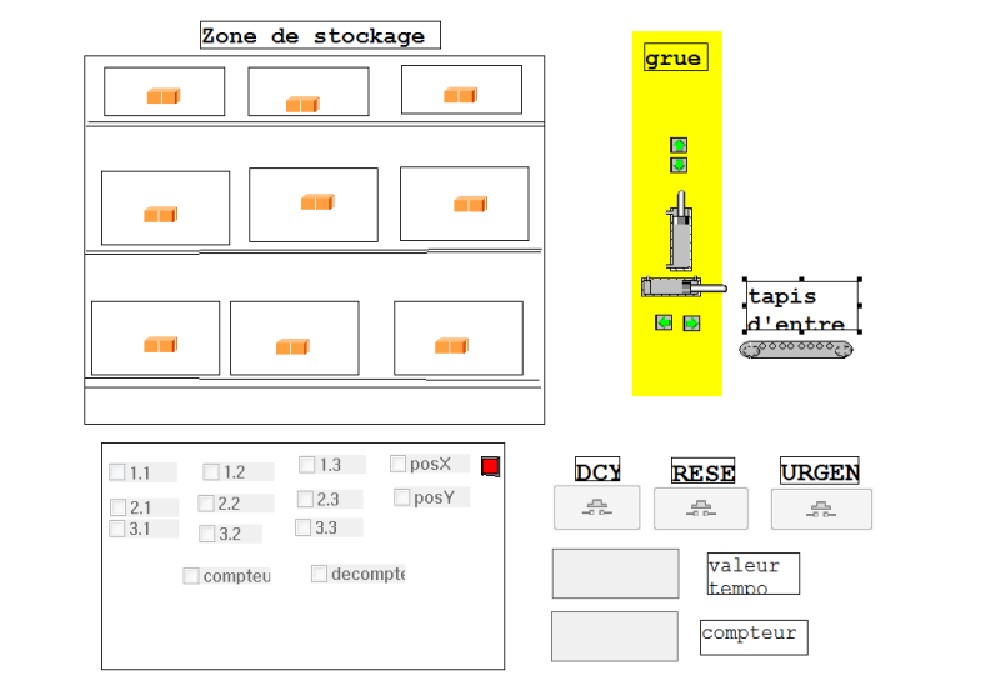 Zone de stockage
grue
tapis
d'entre
1.1
1.2
1.3
posX
2.1
2.2
2.3
posY
3.1
3.2
3.3
compteu
decompte
DCY
RESE
URGEN
valeur
tempo
compteur